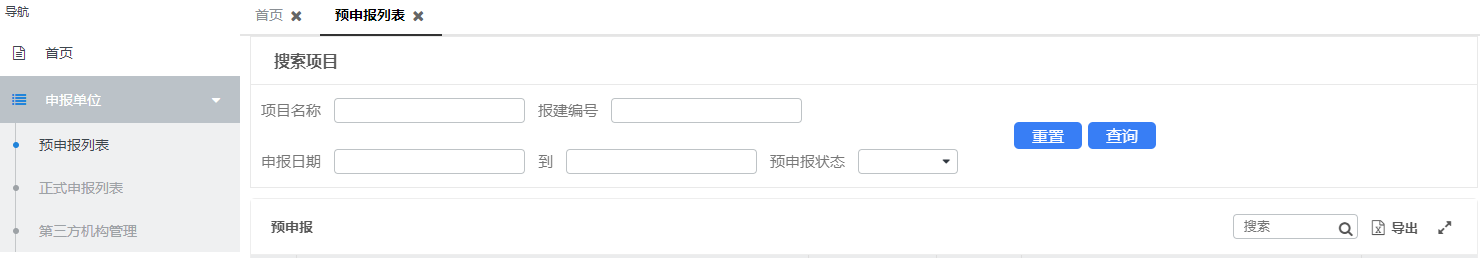 导航
首页
申报单位
预申报列表
正式申报列表
第三方机构管理
首页 预申报列表
搜索项目
项目名称 报建编号
重置 查询
申报日期 到 预申报状态
预申报 搜索 导出